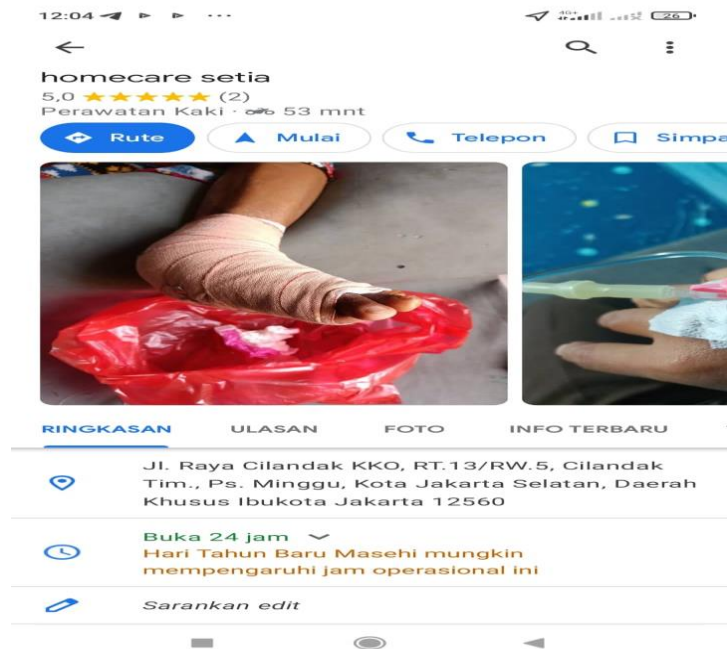 12:04
4G+
26
homecare setia
5,0 (2)
Perawatan Kaki · 53 mnt
Rute
Mulai
Telepon
Simpa
RINGKASAN
ULASAN
FOTO
INFO TERBARU
Jl. Raya Cilandak KKO, RT.13/RW.5, Cilandak
Tim., Ps. Minggu, Kota Jakarta Selatan, Daerah
Khusus Ibukota Jakarta 12560
Buka 24 jam
Hari Tahun Baru Masehi mungkin
mempengaruhi jam operasional ini
Sarankan edit